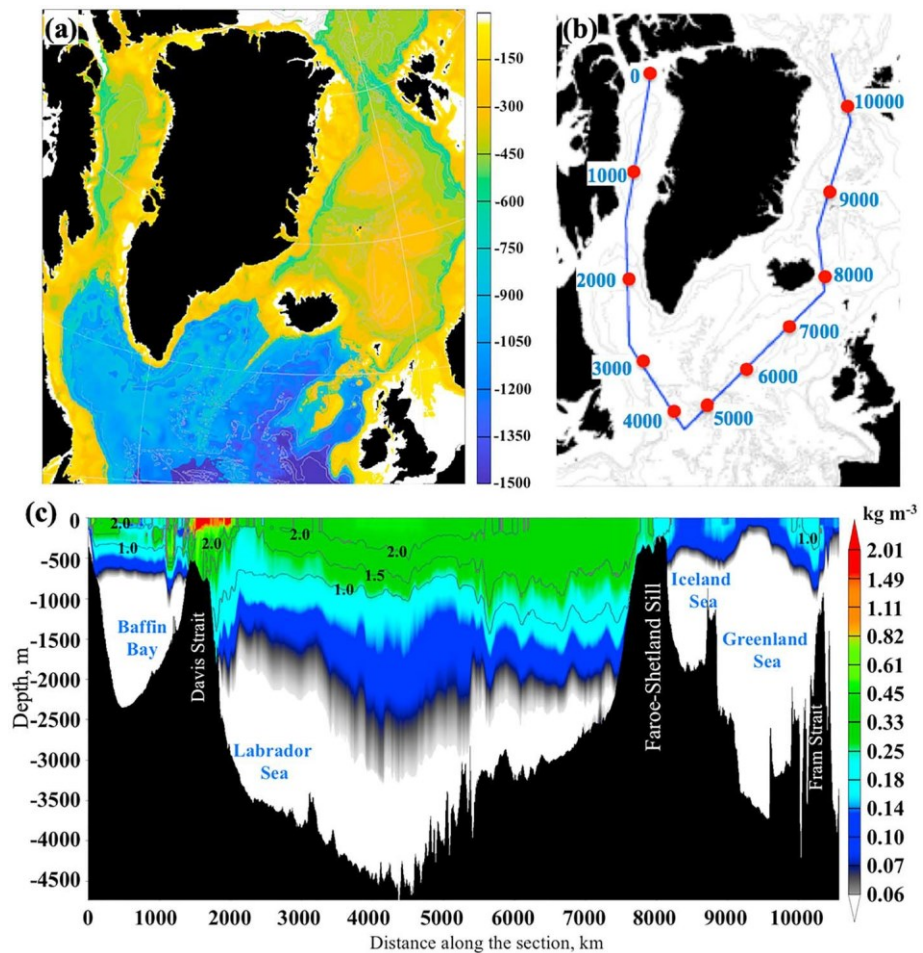 (a)
-150
-300
-450
-600
-750
-900
-1050
-1200
-1350
-1500
(b)
0
10000
1000
9000
2000
8000
7000
3000
6000
4000
5000
(c)
kg m⁻³
0
-500
-1000
-1500
-2000
-2500
-3000
-3500
-4000
-4500
Depth, m
2.0
1.0
2.0
2.0
2.0
1.5
1.0
1.0
Baffin
Bay
Davis Strait
Labrador
Sea
Faroe-Shetland Sill
Iceland
Sea
Greenland
Sea
Fram Strait
2.01
1.49
1.11
0.82
0.61
0.45
0.33
0.25
0.18
0.14
0.10
0.07
0.06
0 1000 2000 3000 4000 5000 6000 7000 8000 9000 10000
Distance along the section, km